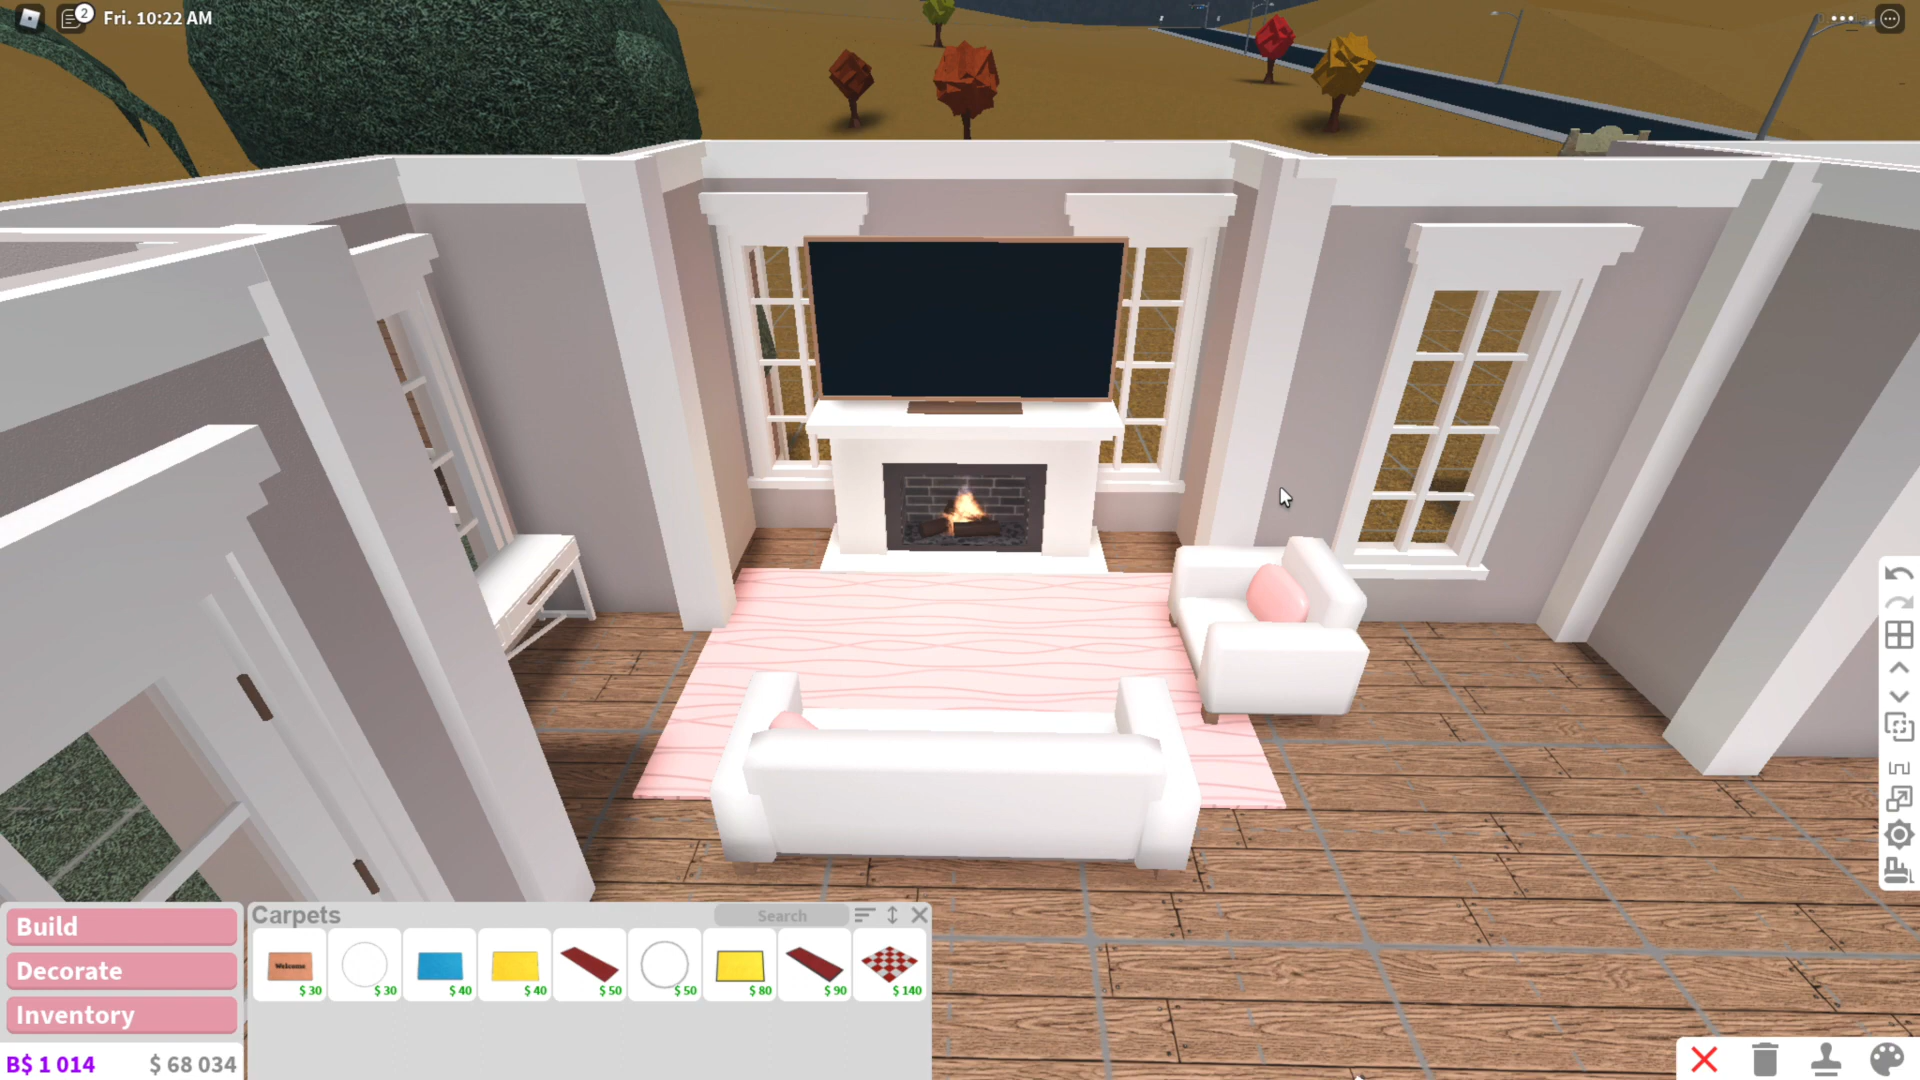 2
Fri. 10:22 AM
Build
Decorate
Inventory
B$ 1 014 $ 68 034
Carpets
Search
Welcome
$ 30 $ 30 $ 40 $ 40 $ 50 $ 50 $ 80 $ 90 $ 140